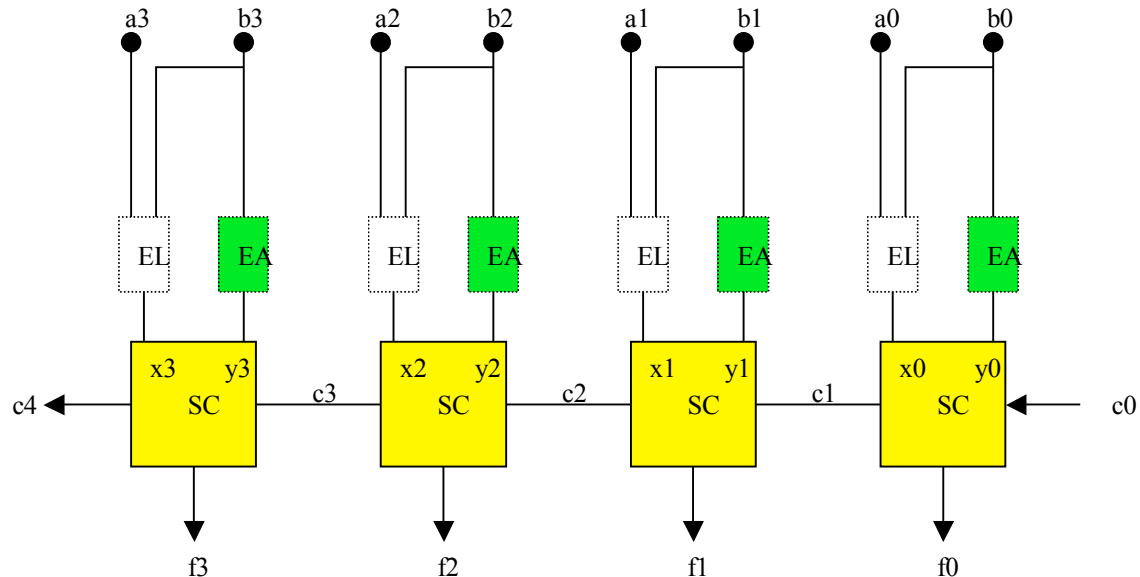 a3 b3 a2 b2 a1 b1 a0 b0
EL EA EL EA EL EA EL EA
x3 y3 x2 y2 x1 y1 x0 y0
c4 SC c3 SC c2 SC c1 SC c0
f3 f2 f1 f0